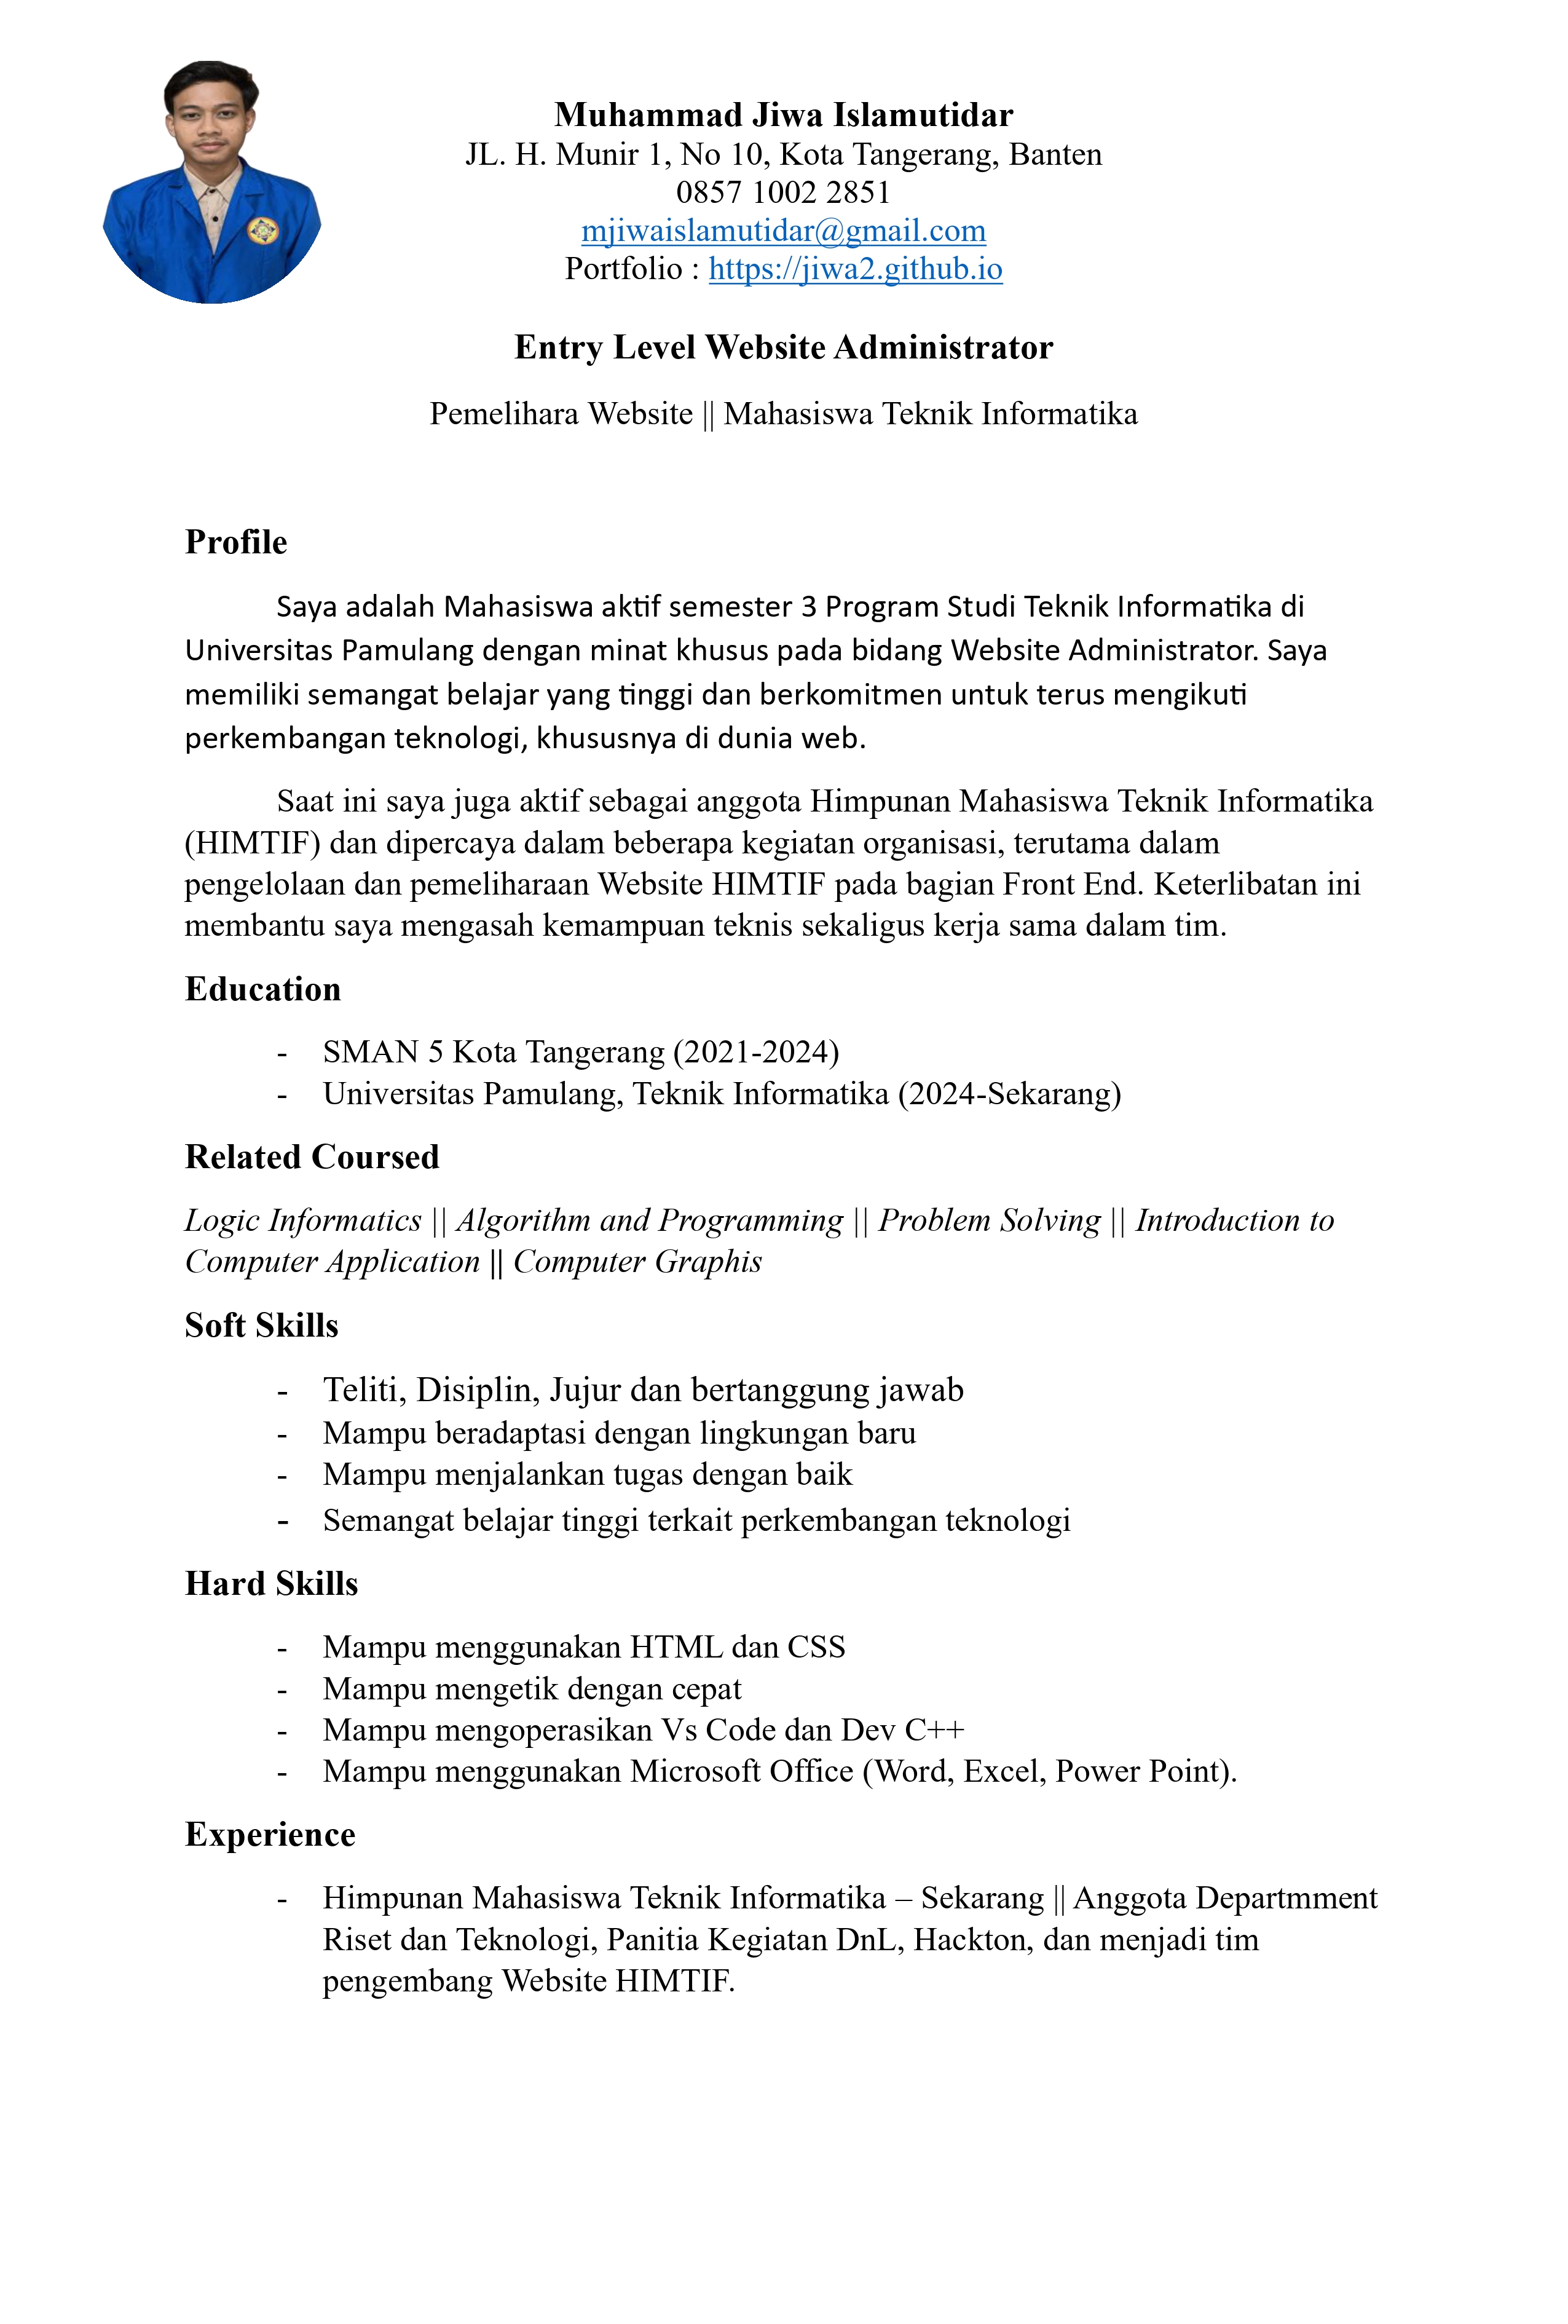 Muhammad Jiwa Islamutidar
JL. H. Munir 1, No 10, Kota Tangerang, Banten
0857 1002 2851
mjiwaislamutidar@gmail.com
Portfolio : https://jiwa2.github.io
Entry Level Website Administrator
Pemelihara Website || Mahasiswa Teknik Informatika
Profile
Saya adalah Mahasiswa aktif semester 3 Program Studi Teknik Informatika di
Universitas Pamulang dengan minat khusus pada bidang Website Administrator. Saya
memiliki semangat belajar yang tinggi dan berkomitmen untuk terus mengikuti
perkembangan teknologi, khususnya di dunia web.
Saat ini saya juga aktif sebagai anggota Himpunan Mahasiswa Teknik Informatika
(HIMTIF) dan dipercaya dalam beberapa kegiatan organisasi, terutama dalam
pengelolaan dan pemeliharaan Website HIMTIF pada bagian Front End. Keterlibatan ini
membantu saya mengasah kemampuan teknis sekaligus kerja sama dalam tim.
Education
- SMAN 5 Kota Tangerang (2021-2024)
- Universitas Pamulang, Teknik Informatika (2024-Sekarang)
Related Coursed
Logic Informatics || Algorithm and Programming || Problem Solving || Introduction to
Computer Application || Computer Graphis
Soft Skills
- Teliti, Disiplin, Jujur dan bertanggung jawab
- Mampu beradaptasi dengan lingkungan baru
- Mampu menjalankan tugas dengan baik
- Semangat belajar tinggi terkait perkembangan teknologi
Hard Skills
- Mampu menggunakan HTML dan CSS
- Mampu mengetik dengan cepat
- Mampu mengoperasikan Vs Code dan Dev C++
- Mampu menggunakan Microsoft Office (Word, Excel, Power Point).
Experience
- Himpunan Mahasiswa Teknik Informatika – Sekarang || Anggota Departmment
Riset dan Teknologi, Panitia Kegiatan DnL, Hackton, dan menjadi tim
pengembang Website HIMTIF.